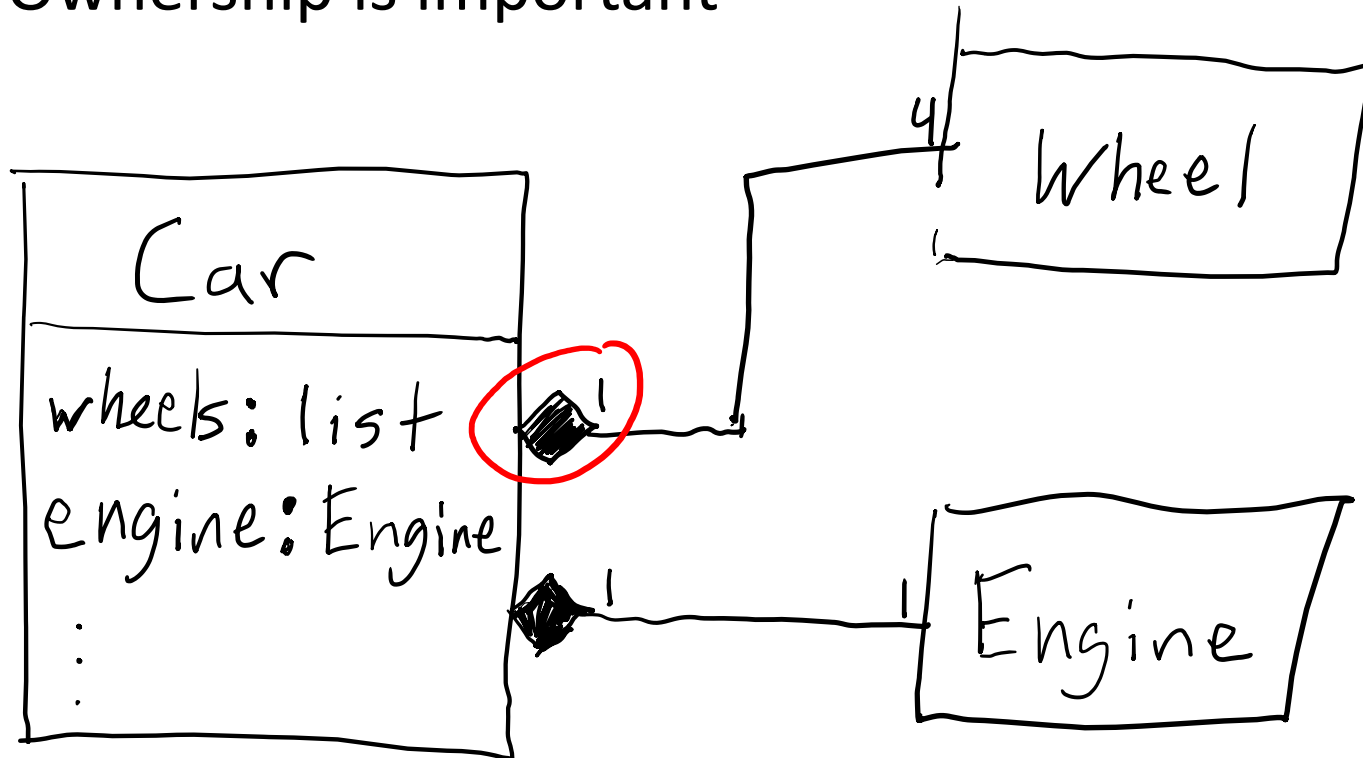 Ownership is important
Car
wheels: list
engine: Engine
.
.
.
1
4
Wheel
1
1
Engine